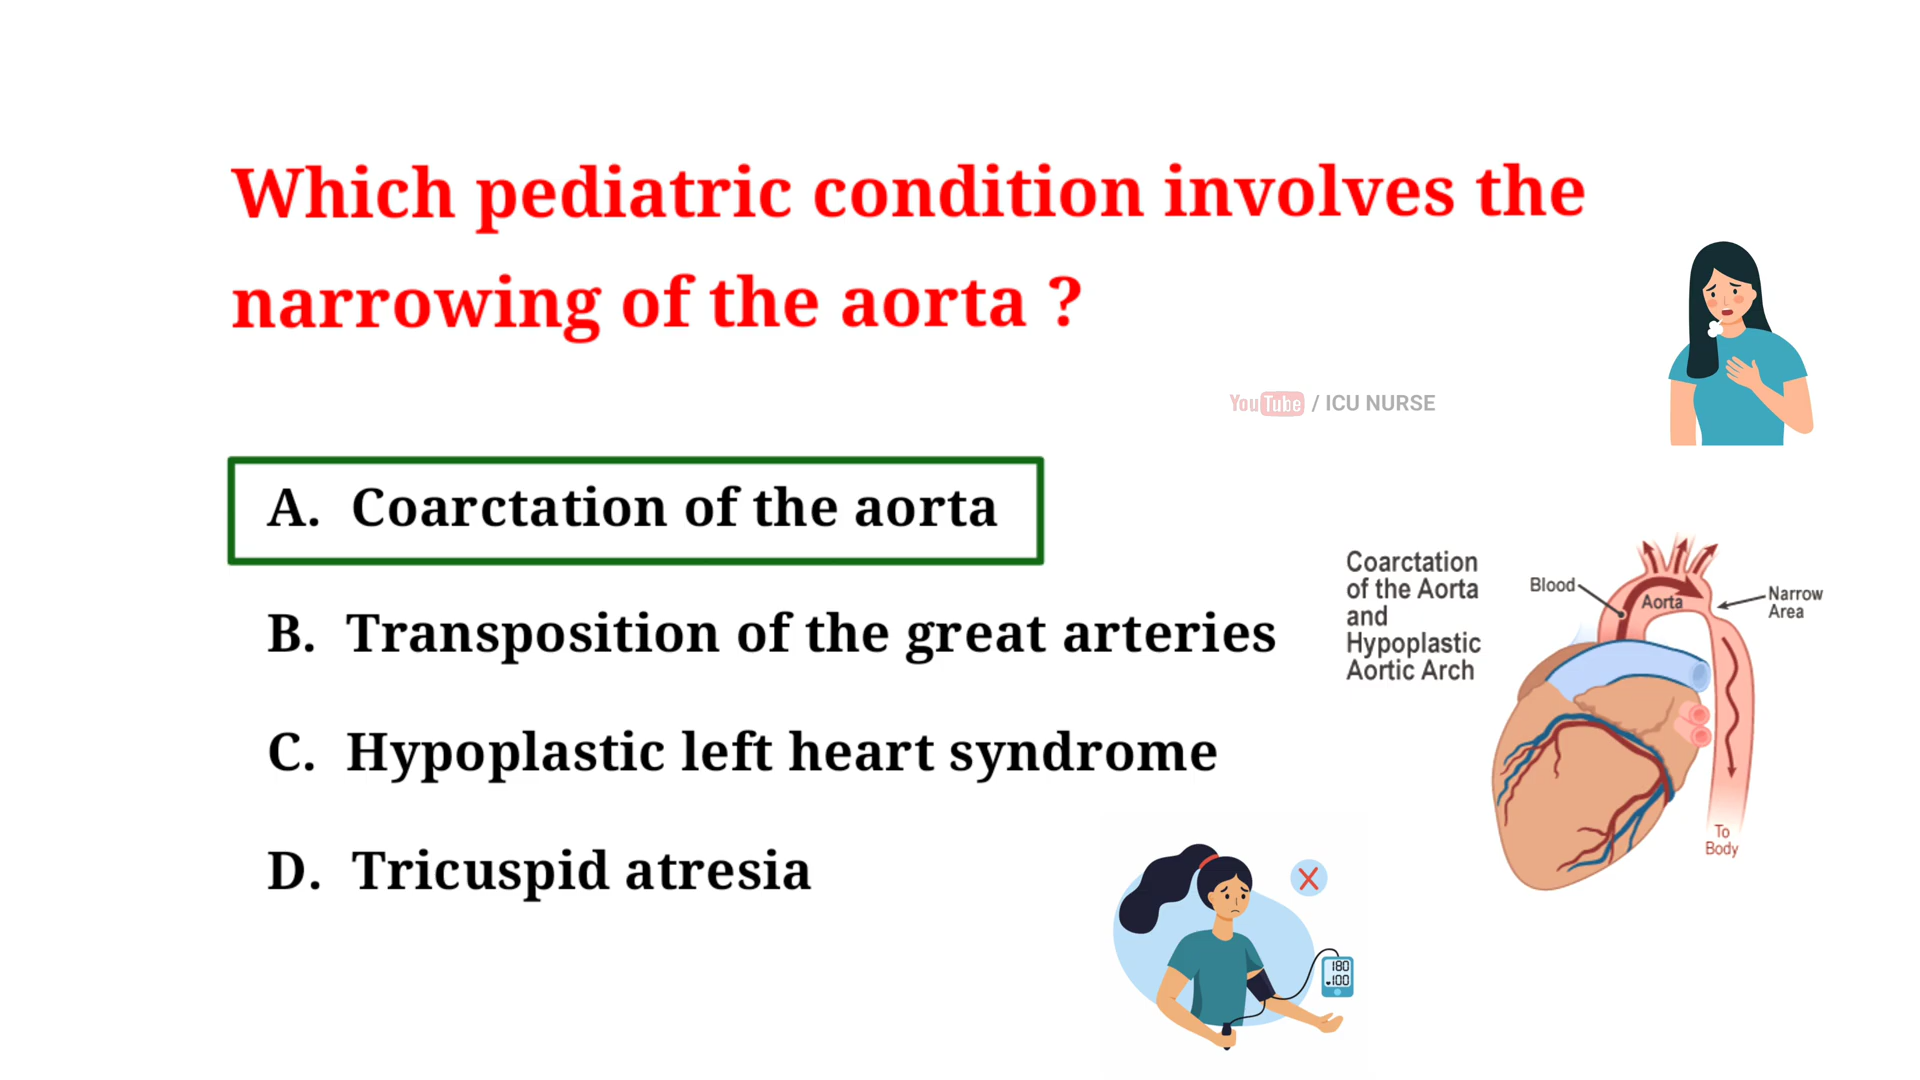 Which pediatric condition involves the
narrowing of the aorta ?
YouTube / ICU NURSE
A. Coarctation of the aorta
B. Transposition of the great arteries
C. Hypoplastic left heart syndrome
D. Tricuspid atresia
Coarctation
of the Aorta
and
Hypoplastic
Aortic Arch
Blood
Aorta
Narrow
Area
To
Body
180
100